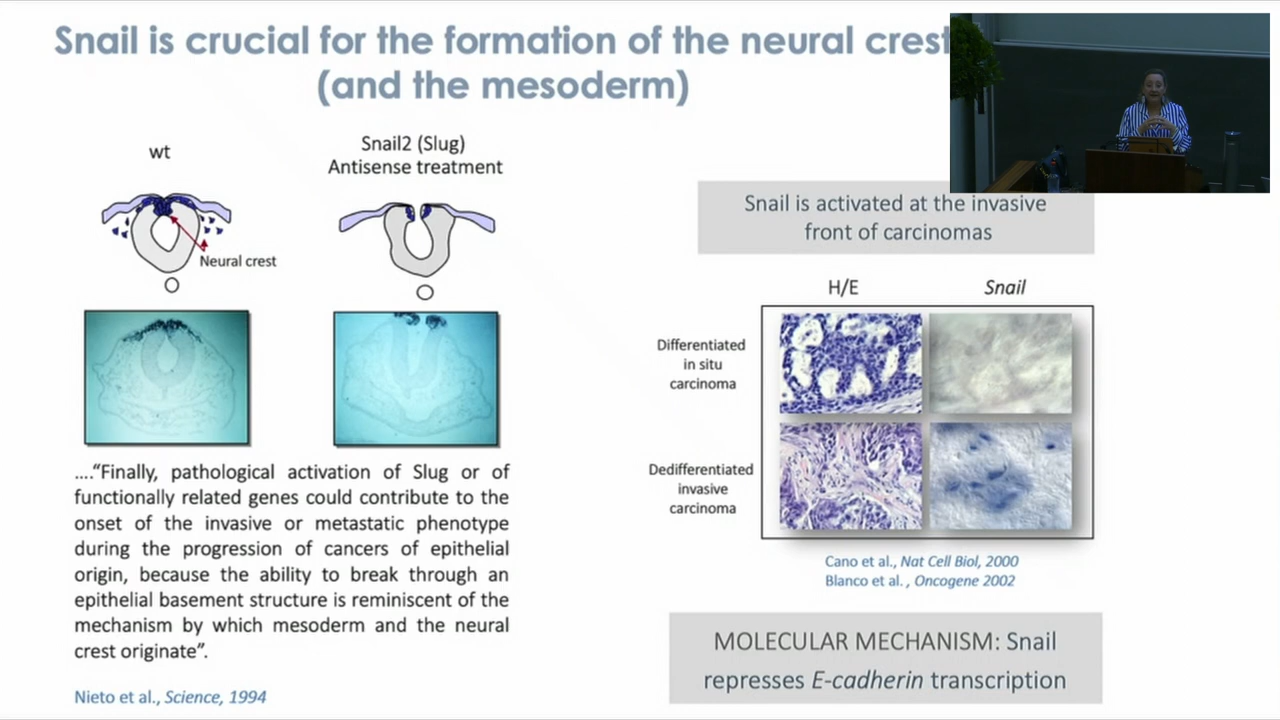 Snail is crucial for the formation of the neural crest
(and the mesoderm)
wt
Snail2 (Slug)
Antisense treatment
Neural crest
....“Finally, pathological activation of Slug or of
functionally related genes could contribute to the
onset of the invasive or metastatic phenotype
during the progression of cancers of epithelial
origin, because the ability to break through an
epithelial basement structure is reminiscent of the
mechanism by which mesoderm and the neural
crest originate”.
Nieto et al., Science, 1994
Snail is activated at the invasive
front of carcinomas
H/E
Snail
Differentiated
in situ
carcinoma
Dedifferentiated
invasive
carcinoma
Cano et al., Nat Cell Biol, 2000
Blanco et al. , Oncogene 2002
MOLECULAR MECHANISM: Snail
represses E-cadherin transcription